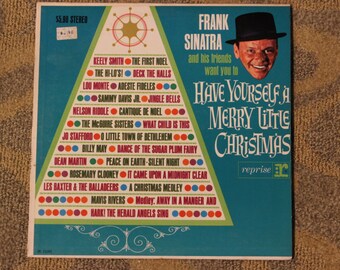 $3.98 STEREO
FRANK
SINATRA
and his friends
want you to
HAVE YOURSELF A
MERRY LITTLE
CHRISTMAS
reprise
KEELY SMITH THE FIRST NOEL
THE HI-LO'S! DECK THE HALLS
LOU MONTE ADESTE FIDELES
SAMMY DAVIS JR. JINGLE BELLS
NELSON RIDDLE CANTIQUE DE NOEL
THE McGUIRE SISTERS WHAT CHILD IS THIS
JO STAFFORD O LITTLE TOWN OF BETHLEHEM
BILLY MAY DANCE OF THE SUGAR PLUM FAIRY
DEAN MARTIN PEACE ON EARTH-SILENT NIGHT
ROSEMARY CLOONEY IT CAME UPON A MIDNIGHT CLEAR
LES BAXTER & THE BALLADEERS A CHRISTMAS MEDLEY
MAVIS RIVERS Medley: AWAY IN A MANGER AND
HARK! THE HERALD ANGELS SING